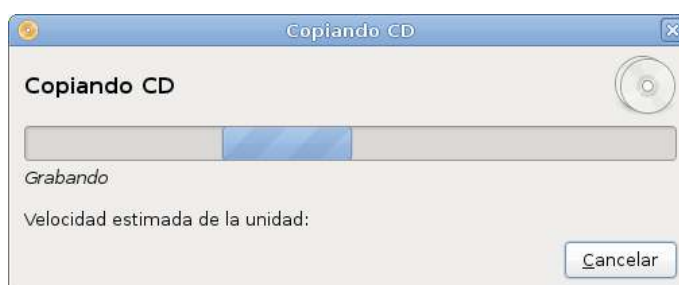 Copiando CD
Copiando CD
Grabando
Velocidad estimada de la unidad:
Cancelar